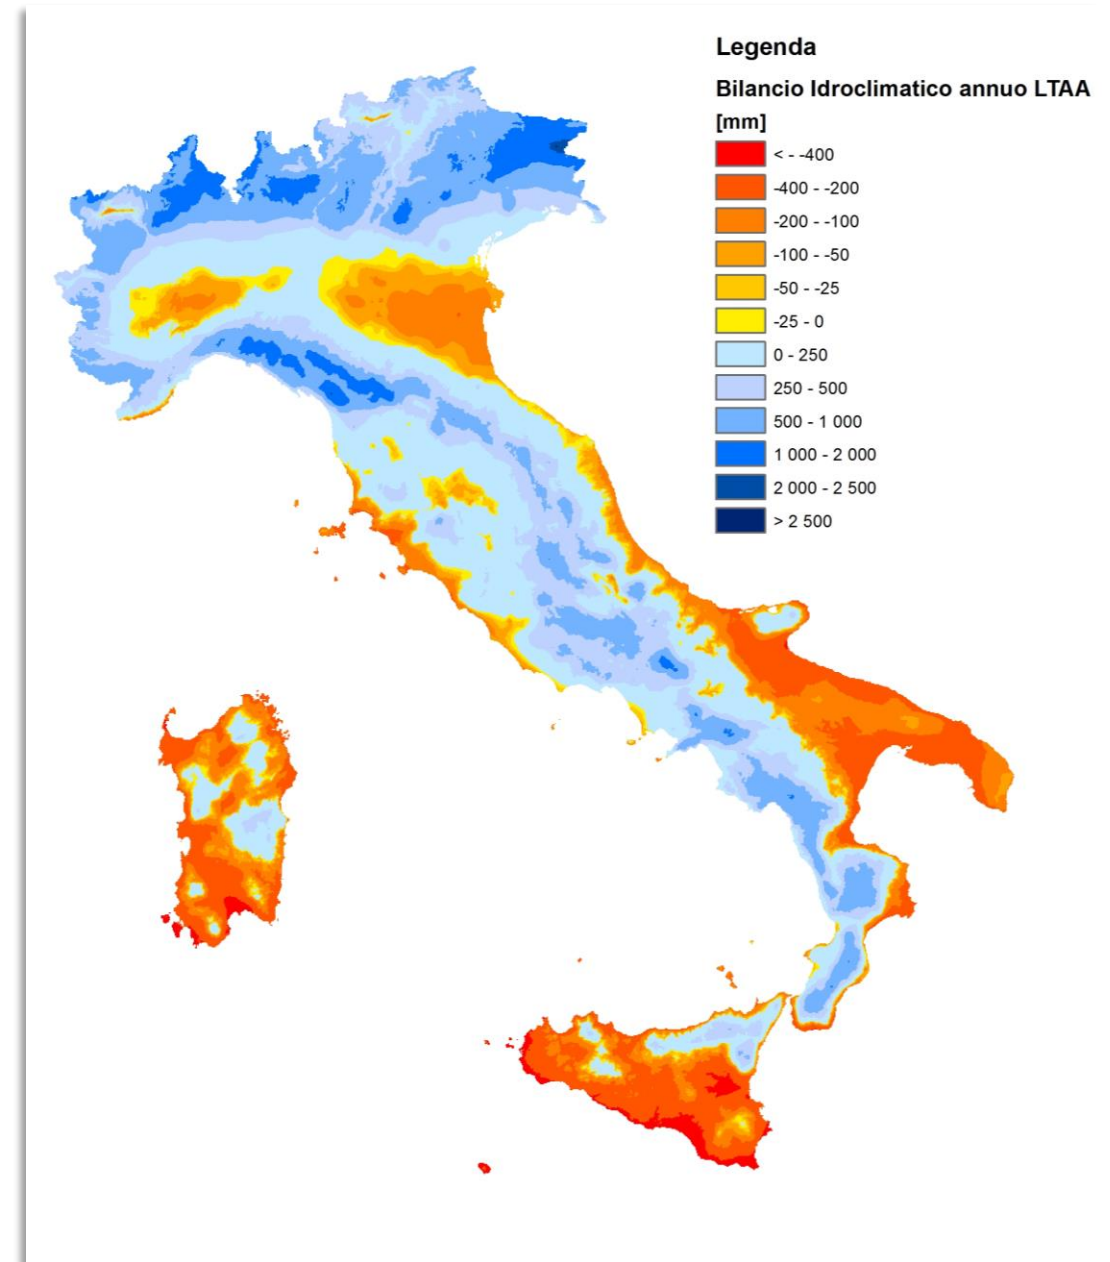 Legenda
Bilancio Idroclimatico annuo LTAA
[mm]
< - -400
-400 - -200
-200 - -100
-100 - -50
-50 - -25
-25 - 0
0 - 250
250 - 500
500 - 1 000
1 000 - 2 000
2 000 - 2 500
> 2 500